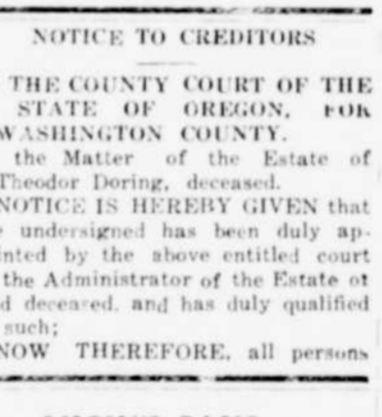 NOTICE TO CREDITORS
THE COUNTY COURT OF THE
STATE OF OREGON, FOR
WASHINGTON COUNTY.
the Matter of the Estate of
Theodor Doring, deceased.
NOTICE IS HEREBY GIVEN that
undersigned has been duly ap-
inted by the above entitled court
the Administrator of the Estate of
d deceased, and has duly qualified
such;
NOW THEREFORE, all persons